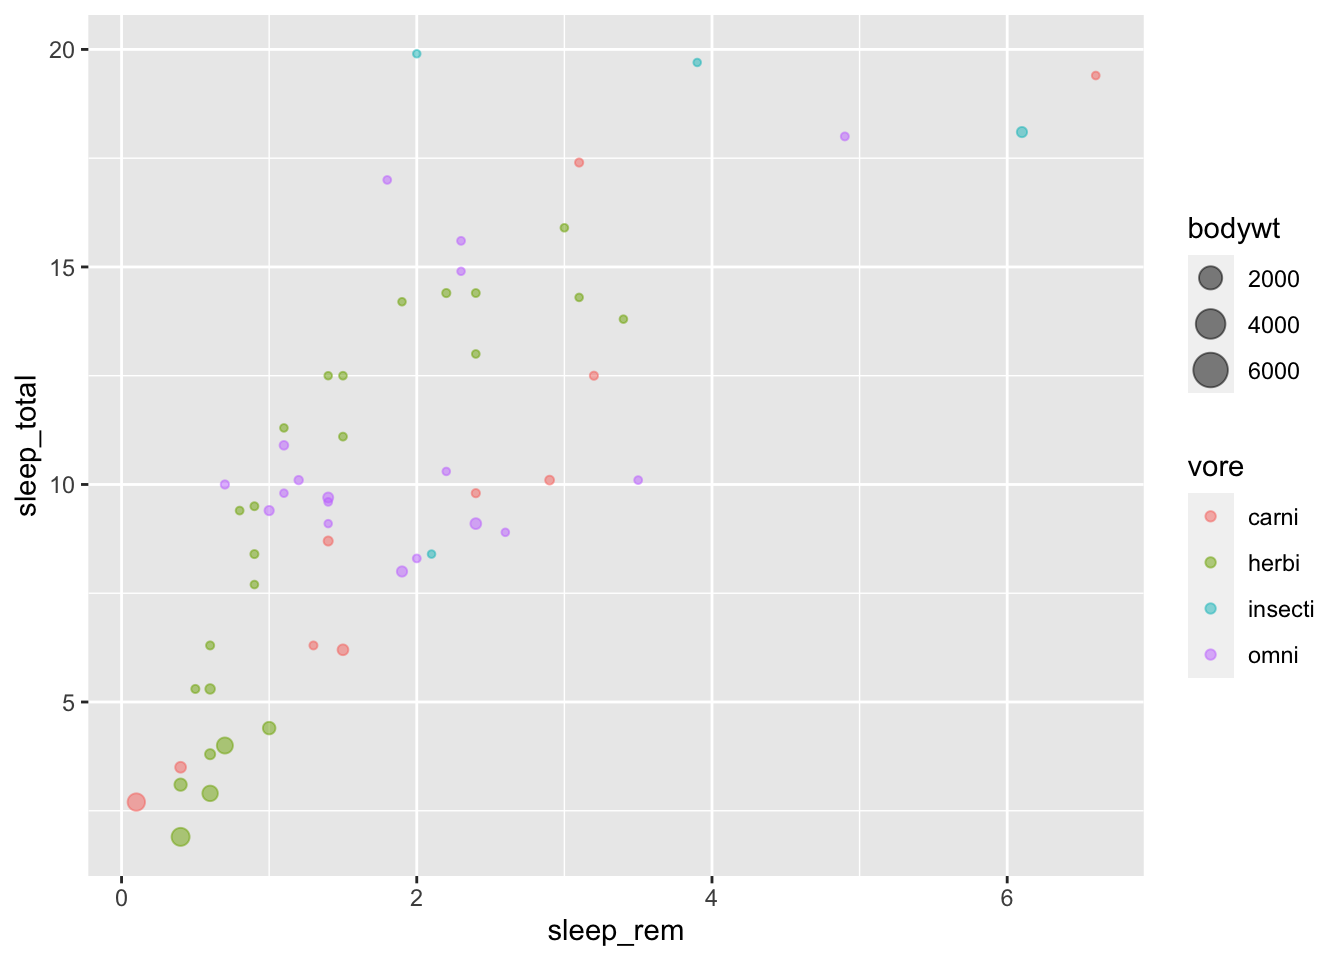 20
15
10
5
0
2
4
6
sleep_rem
sleep_total
bodywt
2000
4000
6000
vore
carni
herbi
insecti
omni